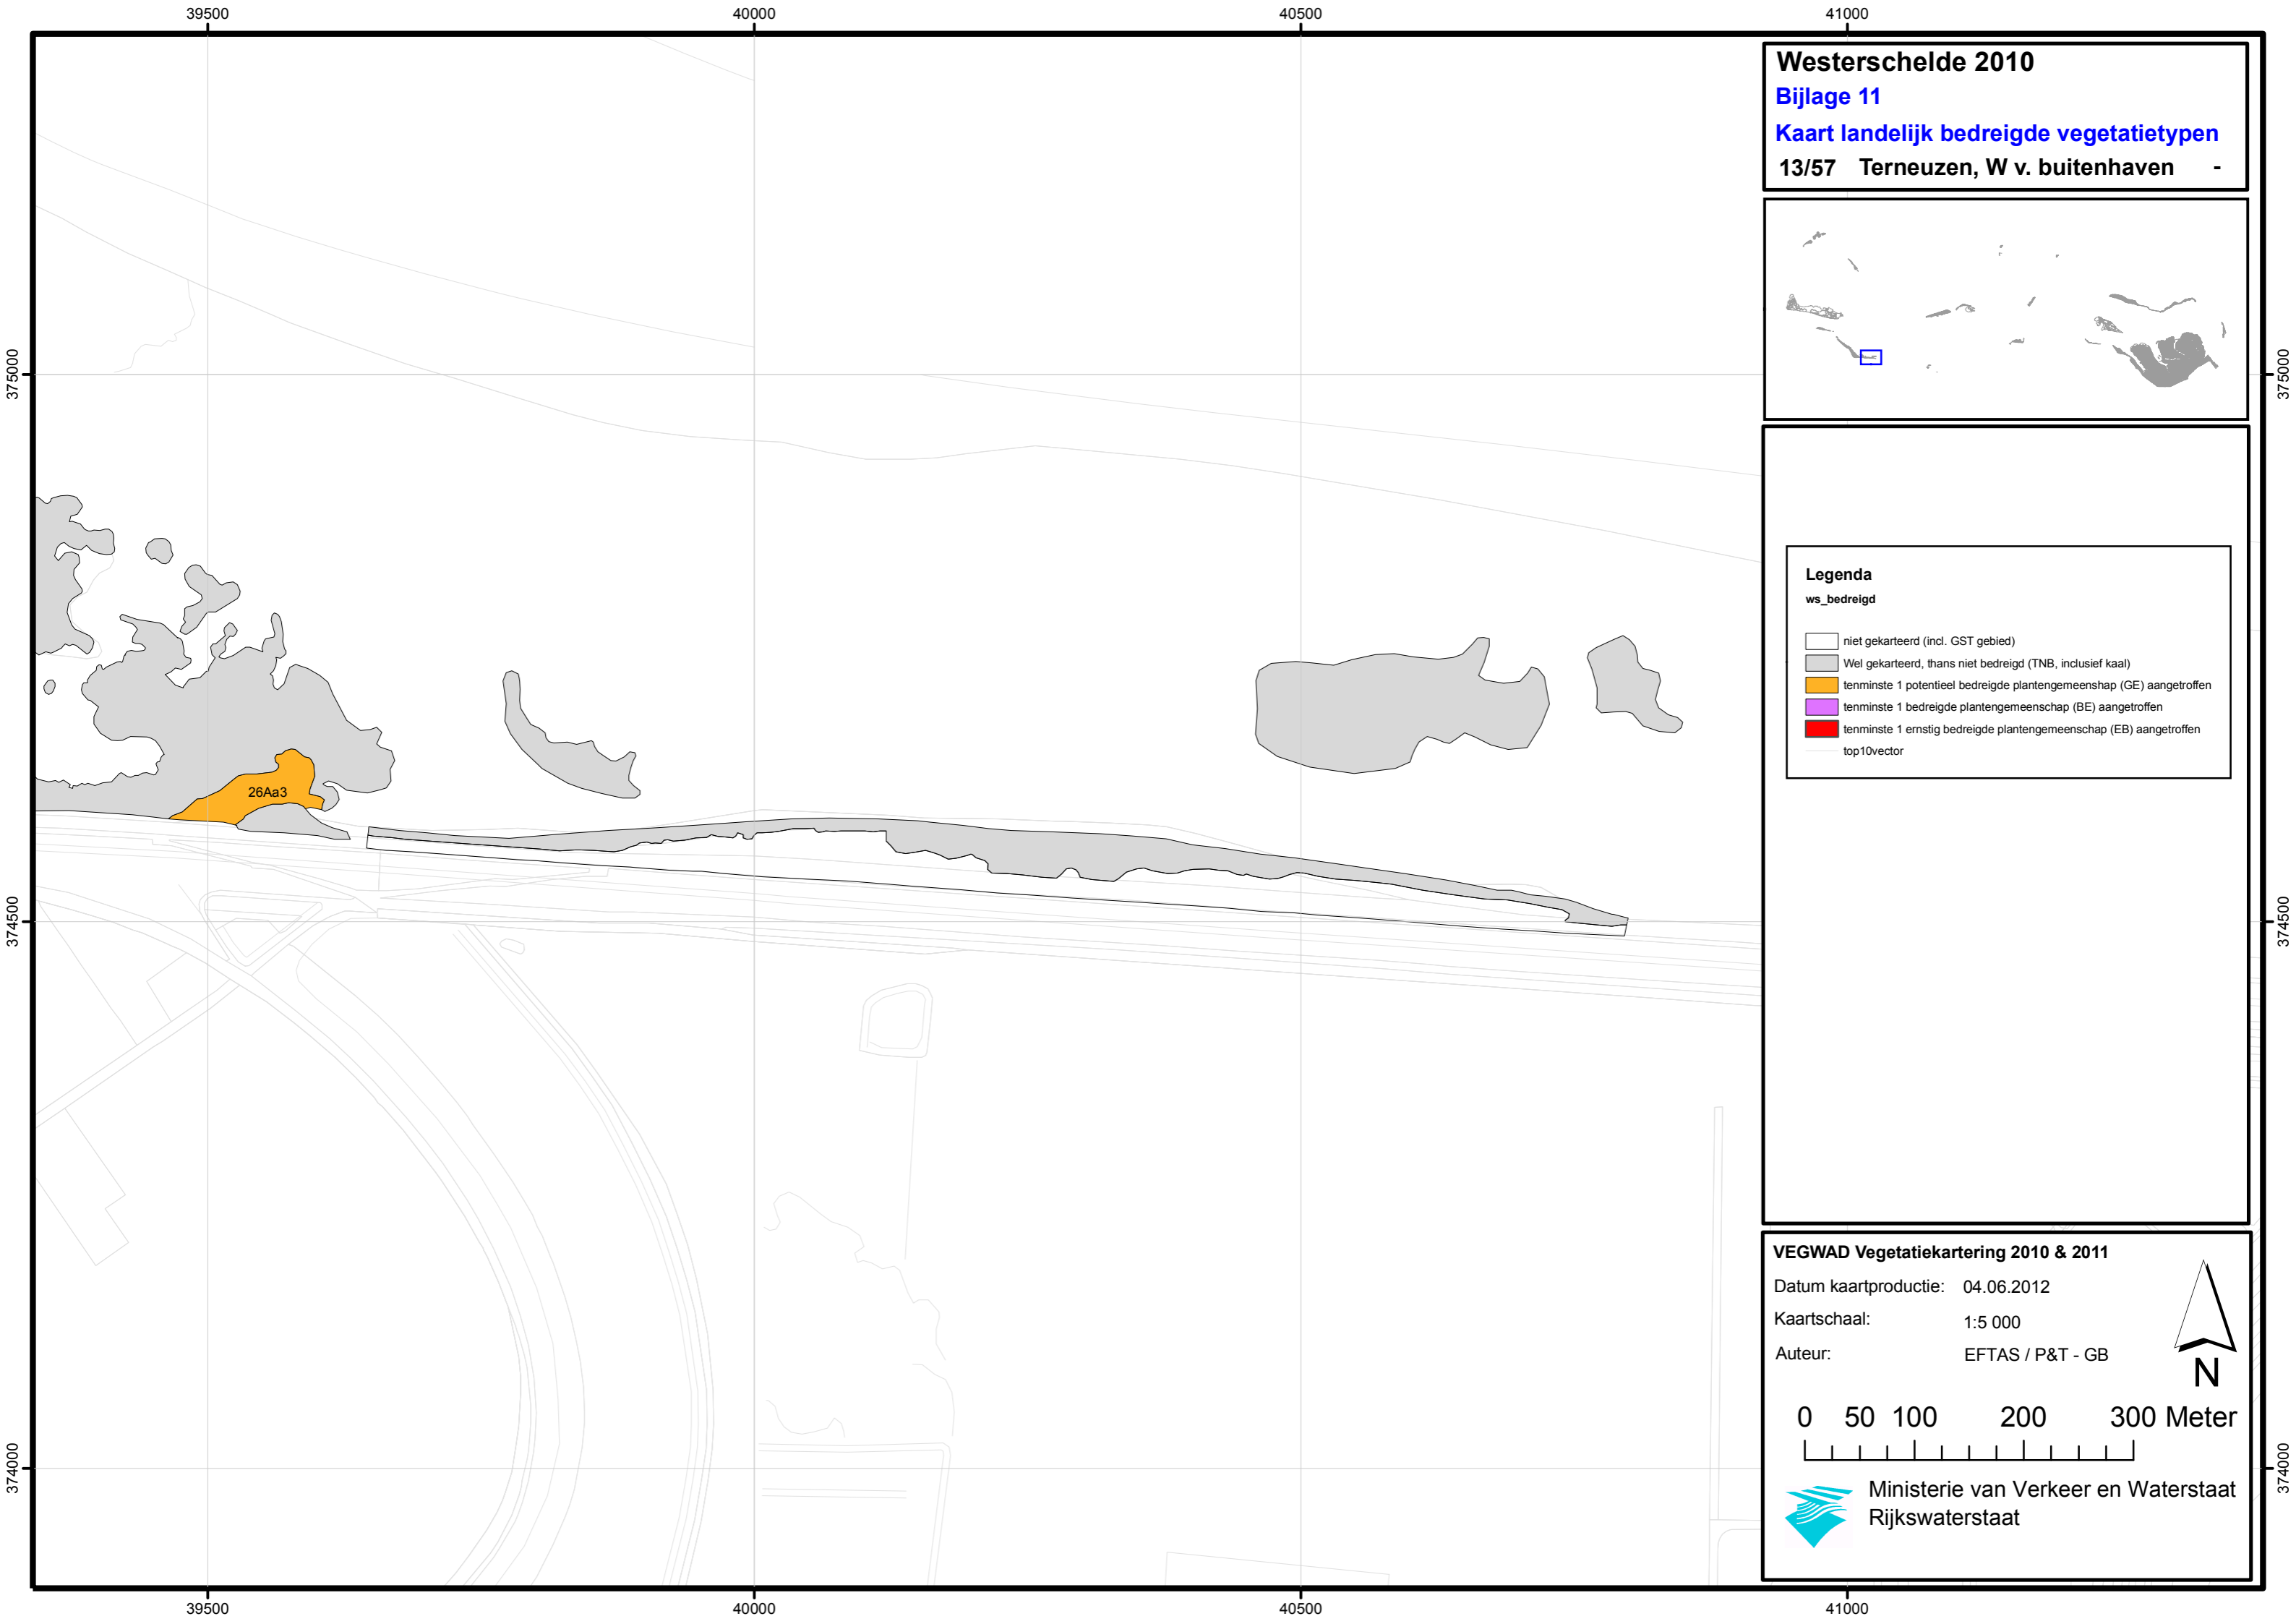 39500 40000 40500 41000
Westerschelde 2010
Bijlage 11
Kaart landelijk bedreigde vegetatietypen
13/57 Terneuzen, W v. buitenhaven -
375000 375000
Legenda
ws_bedreigd
niet gekarteerd (incl. GST gebied)
Wel gekarteerd, thans niet bedreigd (TNB, inclusief kaal)
tenminste 1 potentieel bedreigde plantengemeenshap (GE) aangetroffen
tenminste 1 bedreigde plantengemeenschap (BE) aangetroffen
tenminste 1 ernstig bedreigde plantengemeenschap (EB) aangetroffen
top10vector
26Aa3
374500 374500
VEGWAD Vegetatiekartering 2010 & 2011
Datum kaartproductie: 04.06.2012
Kaartschaal: 1:5 000
Auteur: EFTAS / P&T - GB
N
0 50 100 200 300 Meter
374000 374000
Ministerie van Verkeer en Waterstaat
Rijkswaterstaat
39500 40000 40500 41000